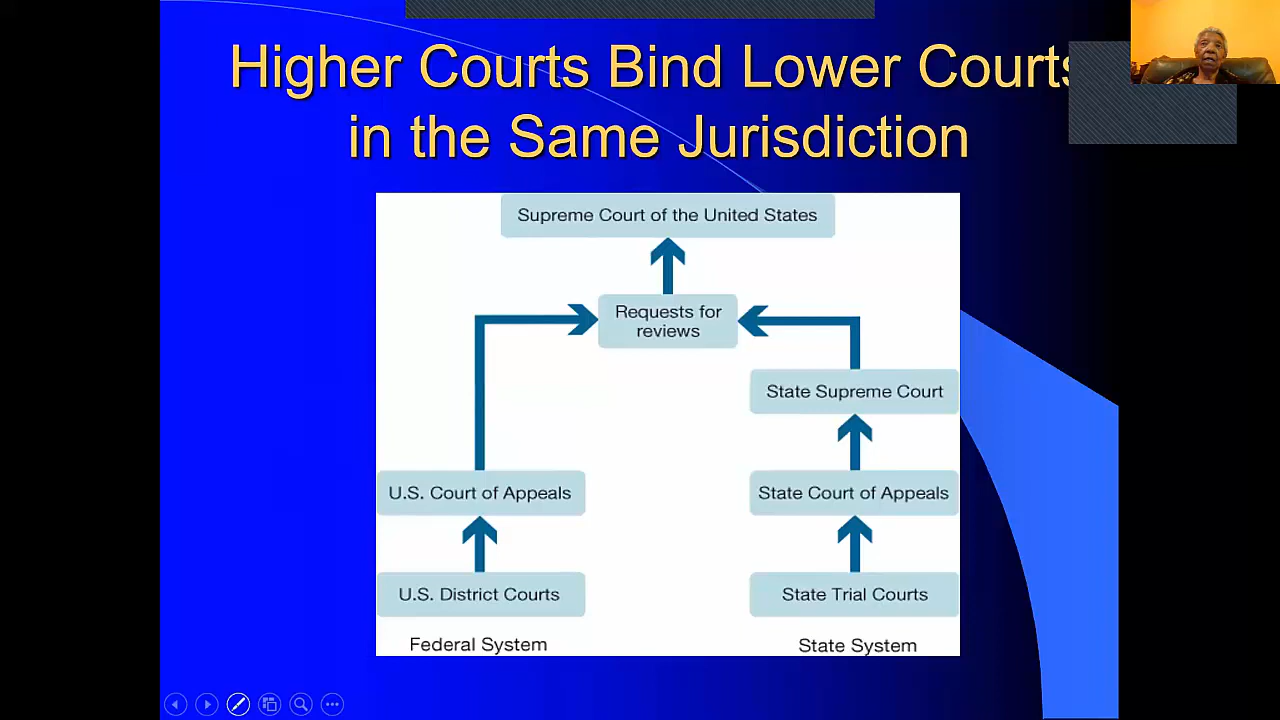 Higher Courts Bind Lower Courts
in the Same Jurisdiction
Supreme Court of the United States
Requests for
reviews
State Supreme Court
U.S. Court of Appeals
State Court of Appeals
U.S. District Courts
State Trial Courts
Federal System
State System